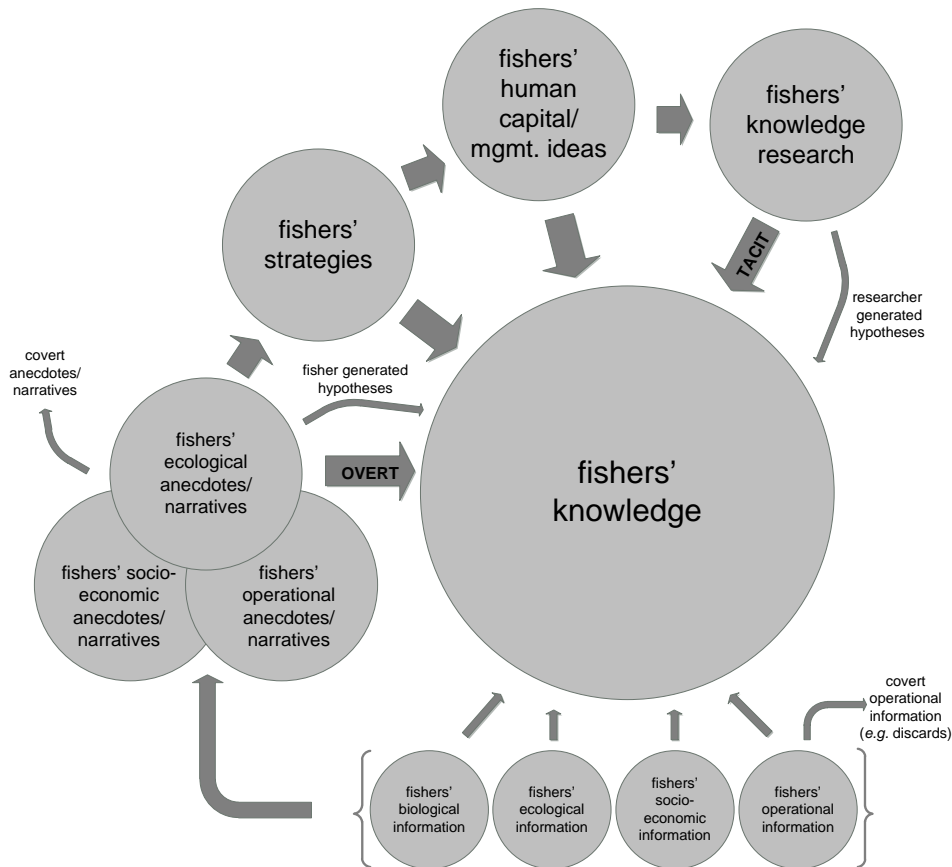 fishers’
human
capital/
mgmt. ideas
fishers’
knowledge
research
fishers’
strategies
TACIT
researcher
generated
hypotheses
covert
anecdotes/
narratives
fisher generated
hypotheses
fishers’
ecological
anecdotes/
narratives
OVERT
fishers’
knowledge
fishers’ socio-
economic
anecdotes/
narratives
fishers’
operational
anecdotes/
narratives
covert
operational
information
(e.g. discards)
fishers’
biological
information
fishers’
ecological
information
fishers’
socio-
economic
information
fishers’
operational
information